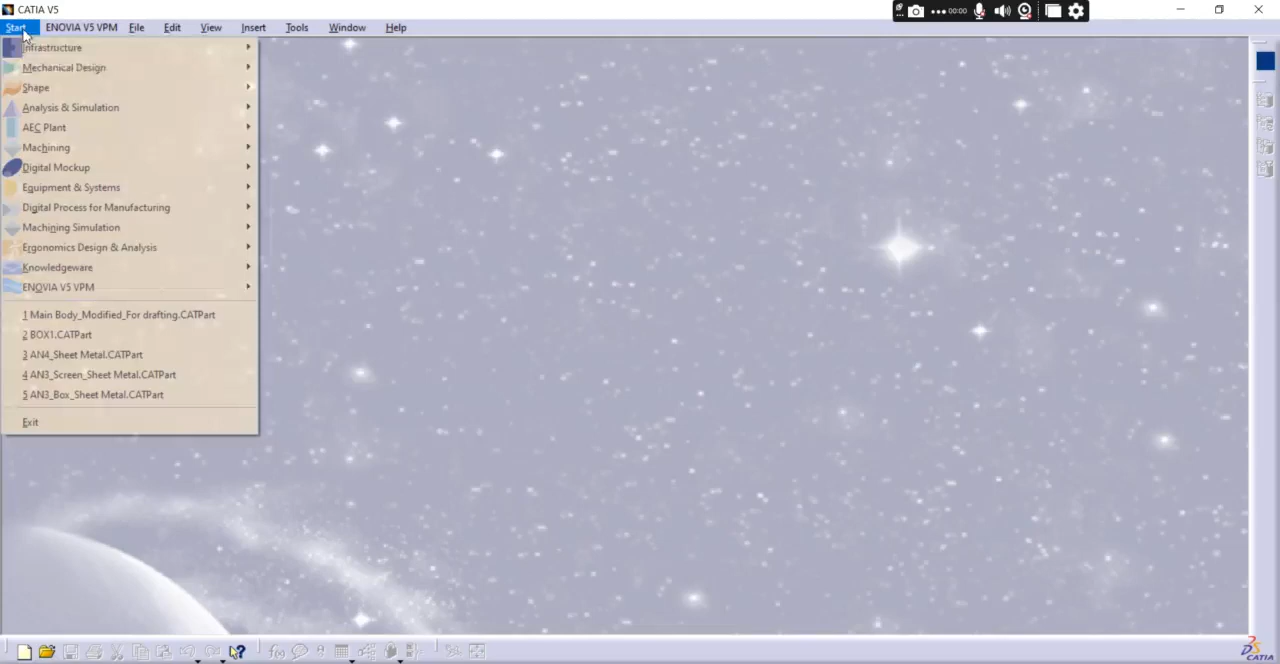 CATIA V5
00:00
Start ENOVIA V5 VPM File Edit View Insert Tools Window Help
Infrastructure
Mechanical Design
Shape
Analysis & Simulation
AEC Plant
Machining
Digital Mockup
Equipment & Systems
Digital Process for Manufacturing
Machining Simulation
Ergonomics Design & Analysis
Knowledgeware
ENOVIA V5 VPM
1 Main Body_Modified_For drafting.CATPart
2 BOX1.CATPart
3 AN4_Sheet Metal.CATPart
4 AN3_Screen_Sheet Metal.CATPart
5 AN3_Box_Sheet Metal.CATPart
Exit
f(x)
CATIA